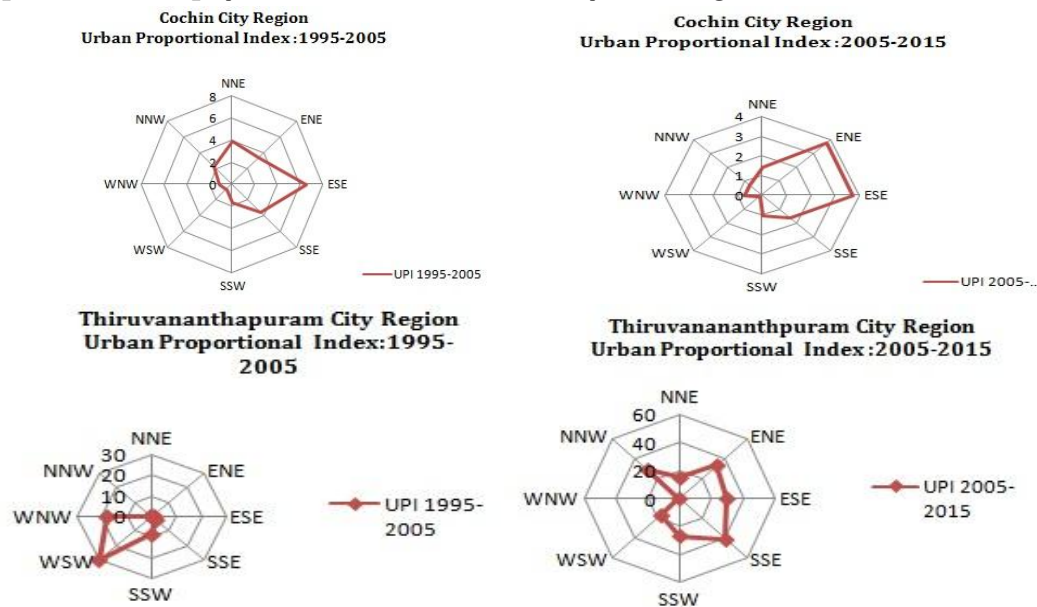 Cochin City Region
Urban Proportional Index :1995-2005
NNE
8
NNW
6
ENE
4
2
WNW
0
ESE
WSW
SSE
SSW
UPI 1995-2005
Cochin City Region
Urban Proportional Index :2005-2015
NNE
4
NNW
3
ENE
2
1
WNW
0
ESE
WSW
SSE
SSW
UPI 2005-..
Thiruvananthapuram City Region
Urban Proportional Index:1995-
2005
NNE
30
NNW
20
ENE
10
WNW
0
ESE
WSW
SSE
SSW
UPI 1995-
2005
Thiruvanananthpuram City Region
Urban Proportional Index :2005-2015
NNE
60
NNW
40
ENE
20
WNW
0
ESE
WSW
SSE
SSW
UPI 2005-
2015